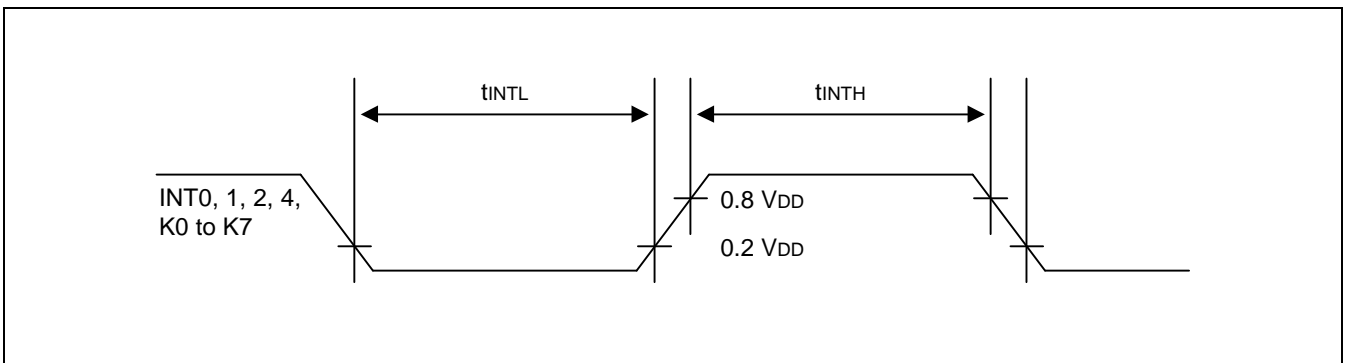 tINTL
tINTH
INT0, 1, 2, 4,
K0 to K7
0.8 VDD
0.2 VDD